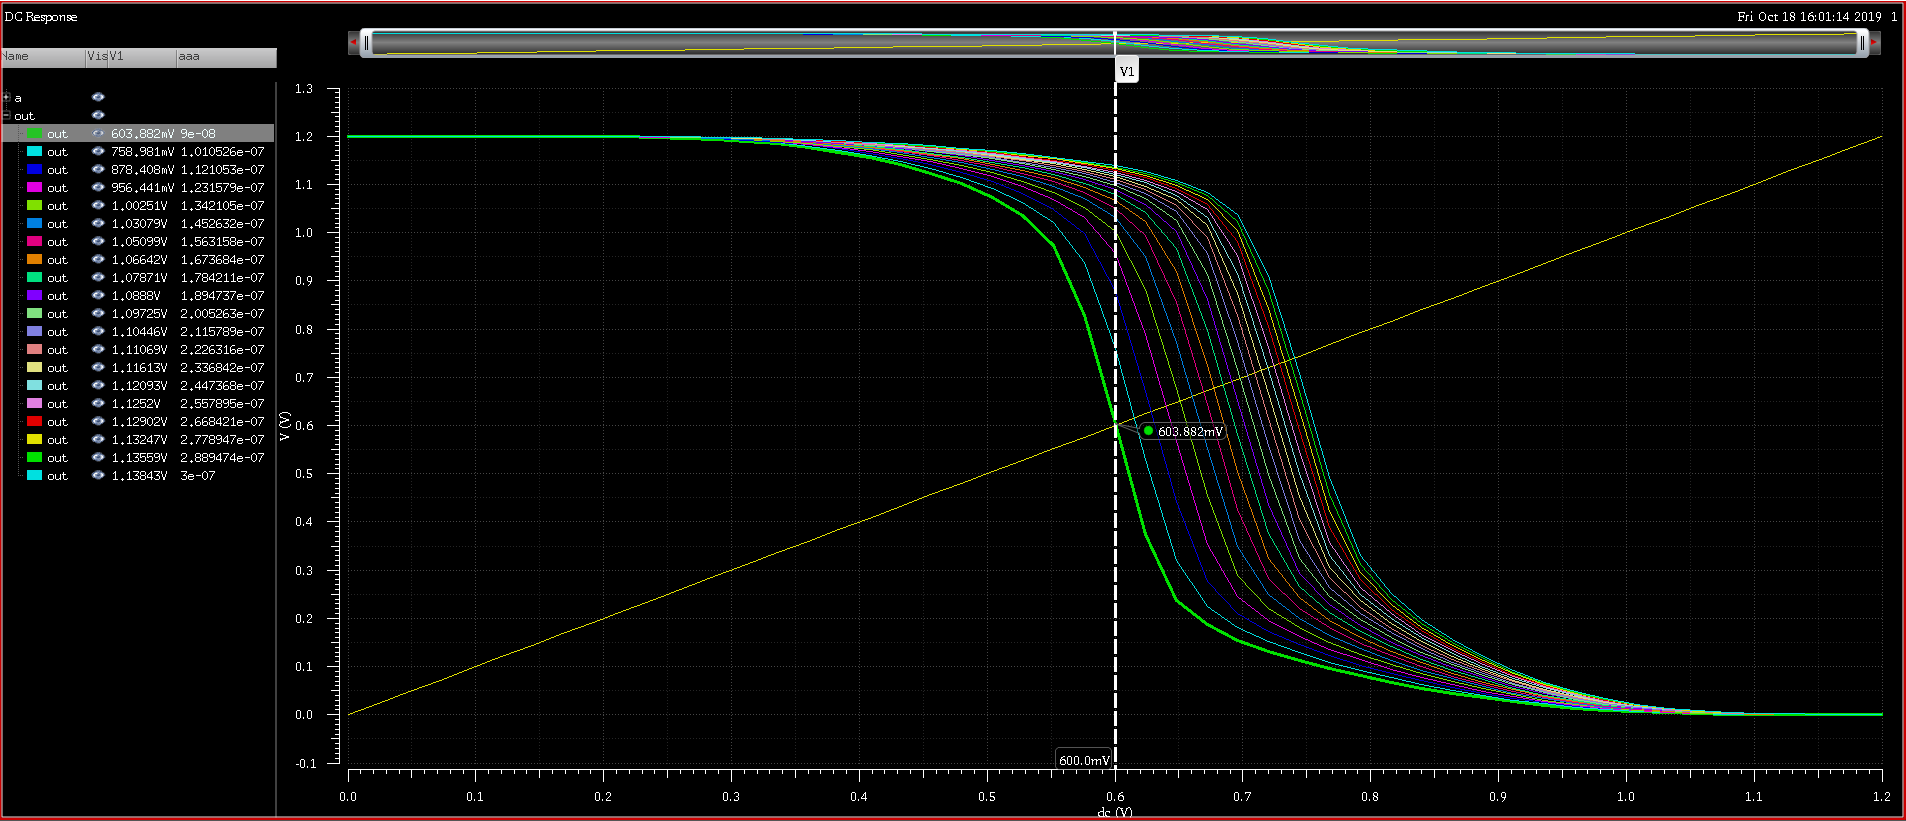 DC Response
Fri Oct 18 16:01:14 2019 1
Name Vis V1 aaa
a
out
out 603.882mV 9e-08
out 758.981mV 1.010526e-07
out 878.408mV 1.121053e-07
out 956.441mV 1.231579e-07
out 1.00251V 1.342105e-07
out 1.03079V 1.452632e-07
out 1.05099V 1.563158e-07
out 1.06642V 1.673684e-07
out 1.07871V 1.784211e-07
out 1.0888V 1.894737e-07
out 1.09725V 2.005263e-07
out 1.10446V 2.115789e-07
out 1.11069V 2.226316e-07
out 1.11613V 2.336842e-07
out 1.12093V 2.447368e-07
out 1.1252V 2.557895e-07
out 1.12902V 2.668421e-07
out 1.13247V 2.778947e-07
out 1.13559V 2.889474e-07
out 1.13843V 3e-07
V1
1.3
1.2
1.1
1.0
0.9
0.8
0.7
0.6
0.5
0.4
0.3
0.2
0.1
0.0
-0.1
V (V)
603.882mV
600.0mV
0.0 0.1 0.2 0.3 0.4 0.5 0.6 0.7 0.8 0.9 1.0 1.1 1.2
dc (V)